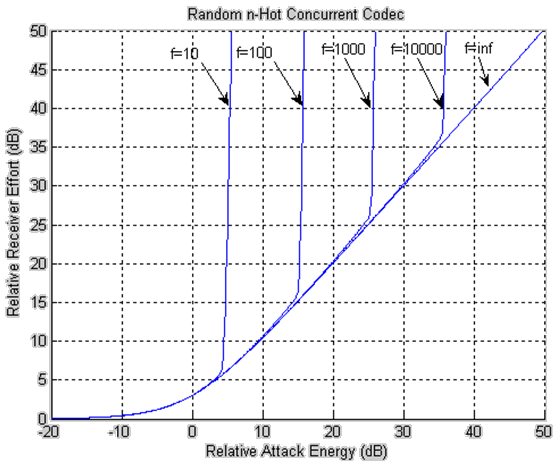 Random n-Hot Concurrent Codec
50
45
40
35
30
25
20
15
10
5
0
f=10
f=100
f=1000
f=10000
f=inf
Relative Receiver Effort (dB)
-20
-10
0
10
20
30
40
50
Relative Attack Energy (dB)